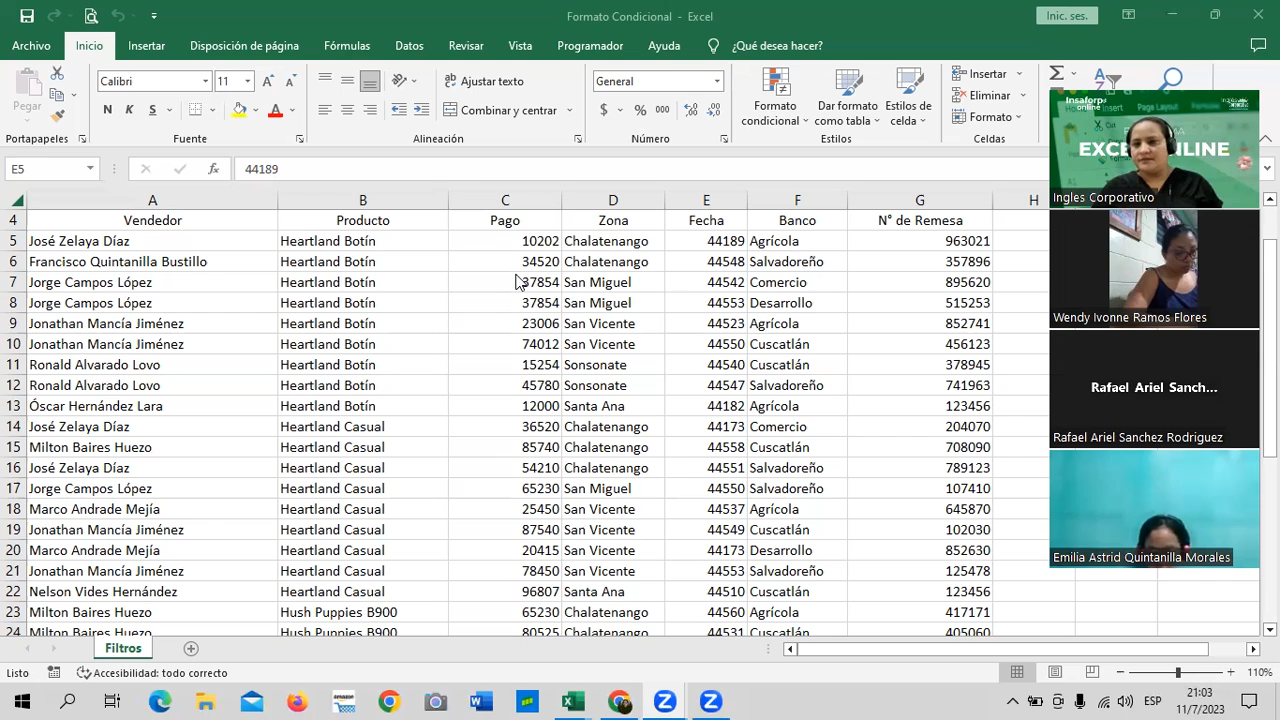 Formato Condicional - Excel
Inic. ses.
Archivo Inicio Insertar Disposición de página Fórmulas Datos Revisar Vista Programador Ayuda ¿Qué desea hacer?
Pegar
Calibri 11
N K S
Ajustar texto
Combinar y centrar
General
$ % 000
Formato condicional
Dar formato como tabla
Estilos de celda
Insertar
Eliminar
Formato
Portapapeles Fuente Alineación Número Estilos Celdas
E5 fx 44189
A B C D E F G H
4 Vendedor Producto Pago Zona Fecha Banco N° de Remesa
5 José Zelaya Díaz Heartland Botín 10202 Chalatenango 44189 Agrícola 963021
6 Francisco Quintanilla Bustillo Heartland Botín 34520 Chalatenango 44548 Salvadoreño 357896
7 Jorge Campos López Heartland Botín 37854 San Miguel 44542 Comercio 895620
8 Jorge Campos López Heartland Botín 37854 San Miguel 44553 Desarrollo 515253
9 Jonathan Mancía Jiménez Heartland Botín 23006 San Vicente 44523 Agrícola 852741
10 Jonathan Mancía Jiménez Heartland Botín 74012 San Vicente 44550 Cuscatlán 456123
11 Ronald Alvarado Lovo Heartland Botín 15254 Sonsonate 44540 Cuscatlán 378945
12 Ronald Alvarado Lovo Heartland Botín 45780 Sonsonate 44547 Salvadoreño 741963
13 Óscar Hernández Lara Heartland Botín 12000 Santa Ana 44182 Agrícola 123456
14 José Zelaya Díaz Heartland Casual 36520 Chalatenango 44173 Comercio 204070
15 Milton Baires Huezo Heartland Casual 85740 Chalatenango 44558 Cuscatlán 708090
16 José Zelaya Díaz Heartland Casual 54210 Chalatenango 44551 Salvadoreño 789123
17 Jorge Campos López Heartland Casual 65230 San Miguel 44550 Salvadoreño 107410
18 Marco Andrade Mejía Heartland Casual 25450 San Vicente 44537 Agrícola 645870
19 Jonathan Mancía Jiménez Heartland Casual 87540 San Vicente 44549 Cuscatlán 102030
20 Marco Andrade Mejía Heartland Casual 20415 San Vicente 44173 Desarrollo 852630
21 Jonathan Mancía Jiménez Heartland Casual 78450 San Vicente 44553 Salvadoreño 125478
22 Nelson Vides Hernández Heartland Casual 96807 Santa Ana 44510 Cuscatlán 123456
23 Milton Baires Huezo Hush Puppies B900 65230 Chalatenango 44560 Agrícola 417171
24 Milton Baires Huezo Hush Puppies B900 80525 Chalatenango 44531 Cuscatlán 405060
Filtros
Listo Accesibilidad: todo correcto 110%
Insaforp online
Page Layout
Ingles Corporativo
Wendy Ivonne Ramos Flores
Rafael Ariel Sanch...
Rafael Ariel Sanchez Rodriguez
Emilia Astrid Quintanilla Morales
ESP
21:03
11/7/2023